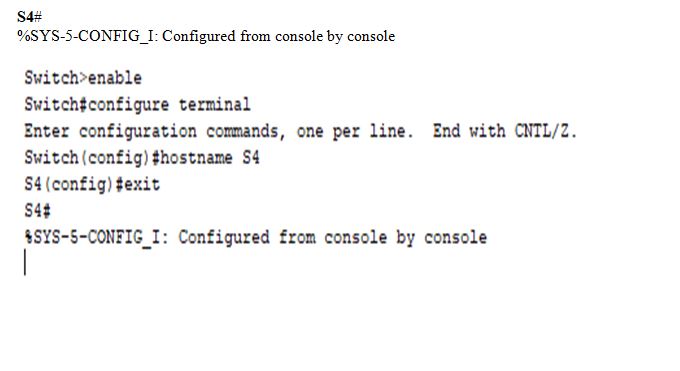 S4#
%SYS-5-CONFIG_I: Configured from console by console
Switch>enable
Switch#configure terminal
Enter configuration commands, one per line.  End with CNTL/Z.
Switch(config)#hostname S4
S4(config)#exit
S4#
%SYS-5-CONFIG_I: Configured from console by console